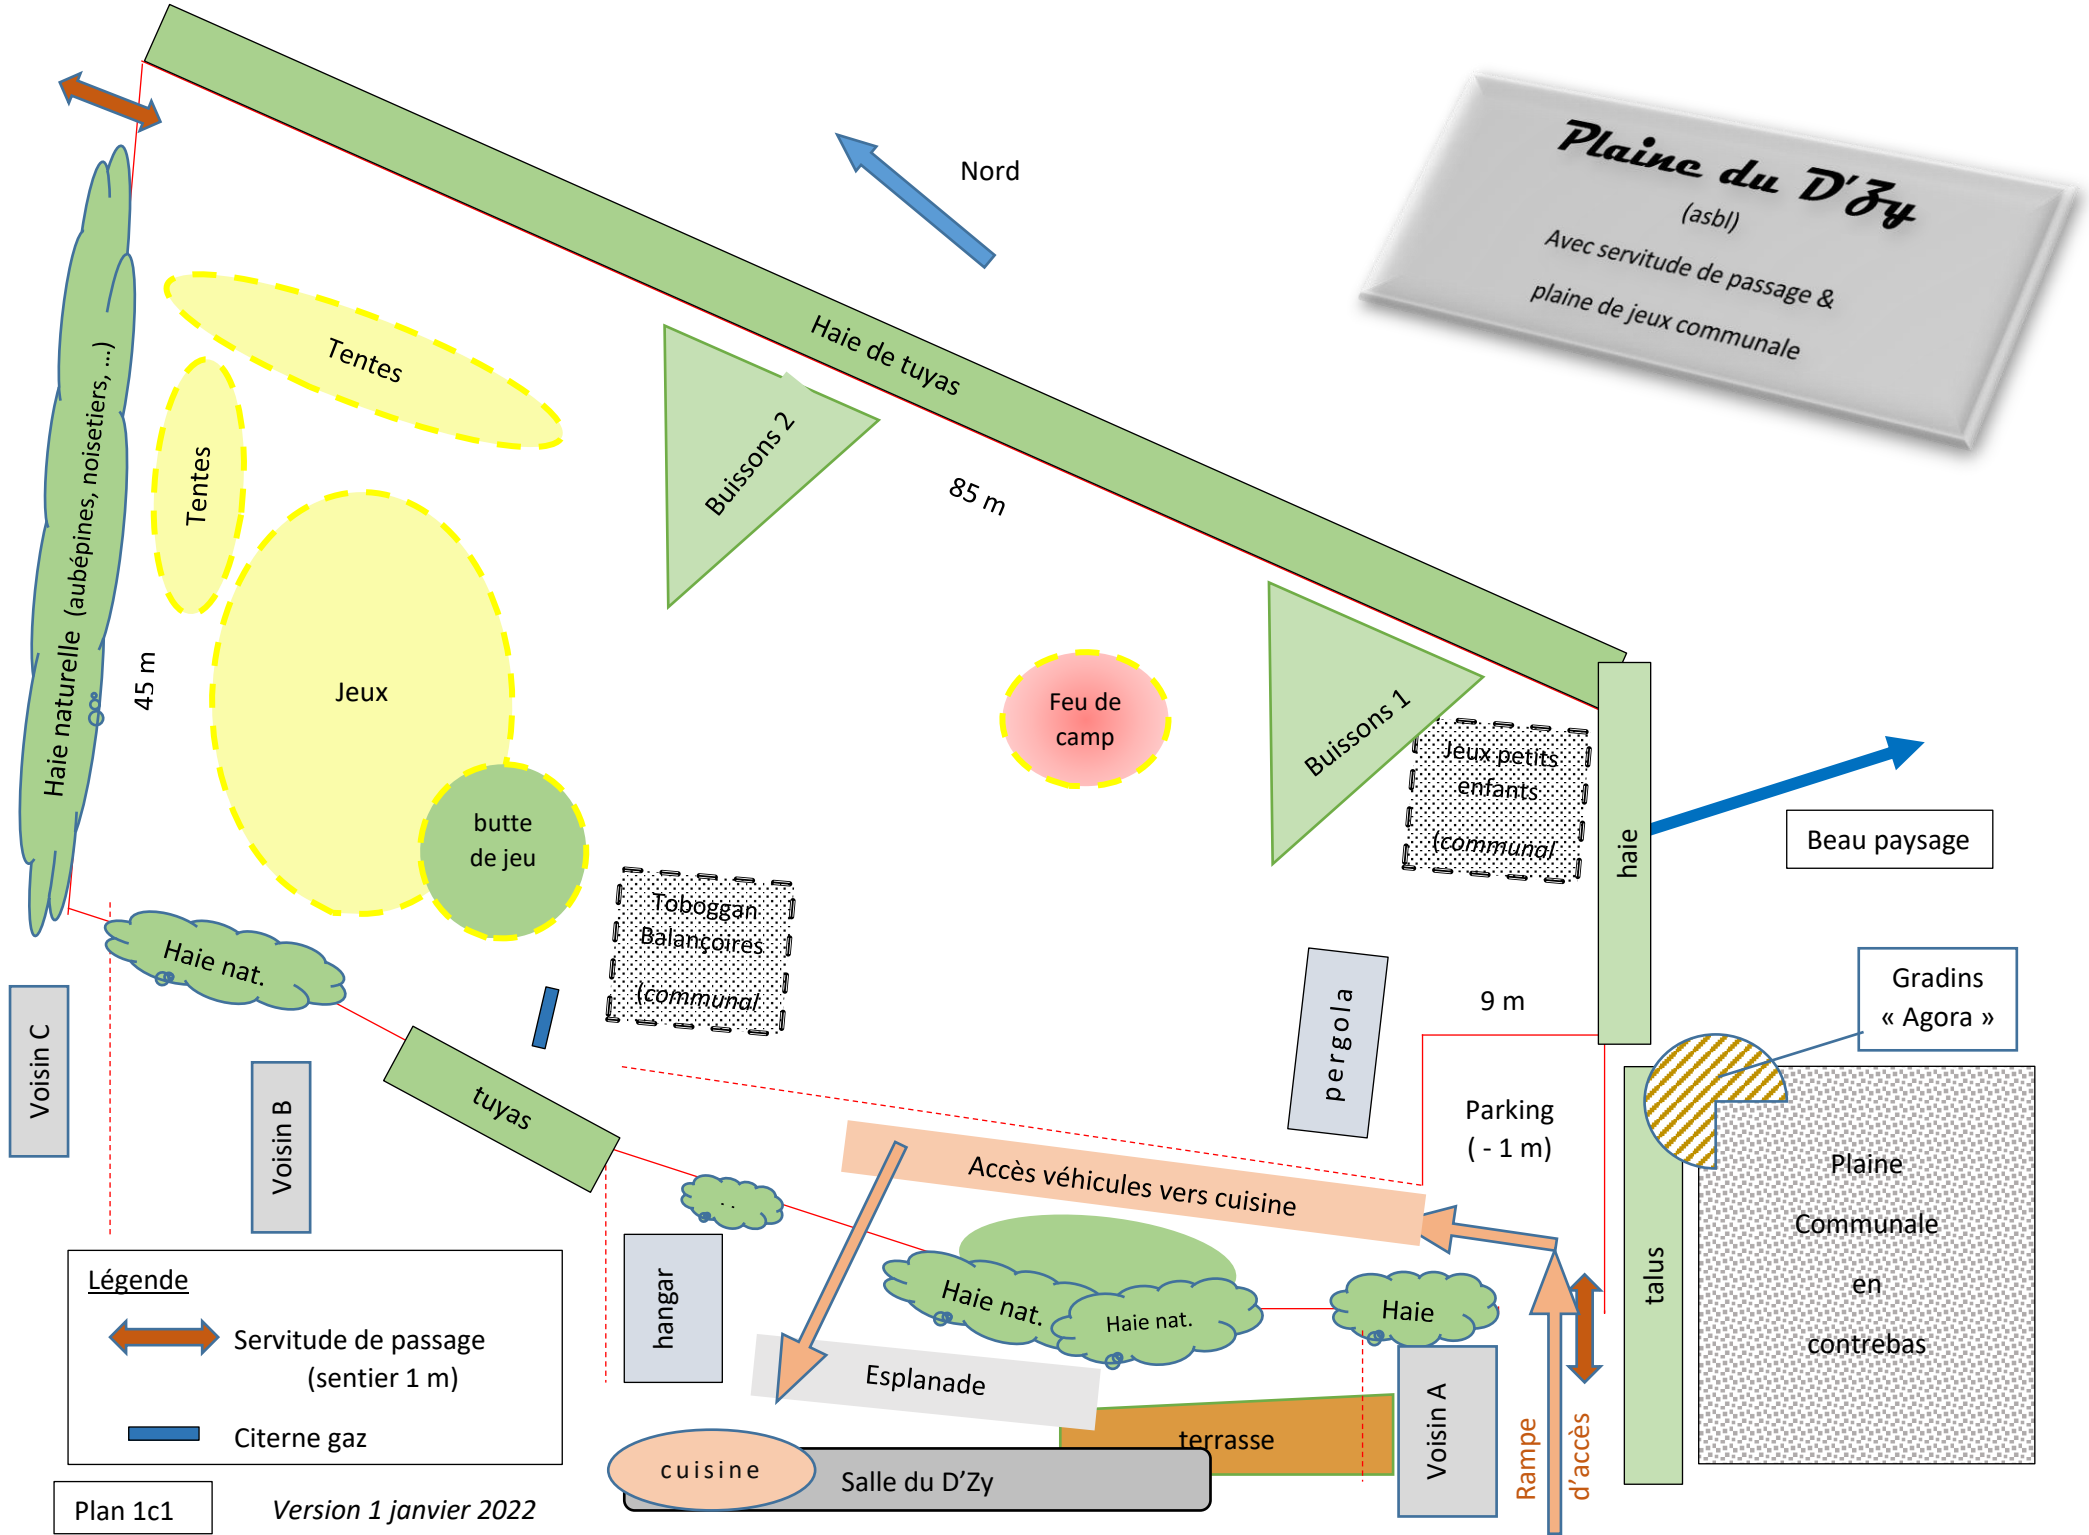 Plaine du D'Zy
(asbl)
Avec servitude de passage &
plaine de jeux communale
Nord
Haie de tuyas
85 m
Tentes
Tentes
Haie naturelle (aubépines, noisetiers, …)
45 m
Jeux
butte
de jeu
Buissons 2
Feu de
camp
Buissons 1
Jeux petits
enfants
(communal
haie
Beau paysage
Toboggan
Balançoires
(communal
Haie nat.
Voisin C
Voisin B
tuyas
pergola
9 m
Parking
( - 1 m)
Gradins
« Agora »
Plaine
Communale
en
contrebas
talus
Accès véhicules vers cuisine
. .
hangar
Haie nat.
Haie nat.
Haie
Esplanade
terrasse
Voisin A
Rampe
d'accès
cuisine
Salle du D'Zy
Légende
Servitude de passage
(sentier 1 m)
Citerne gaz
Plan 1c1
Version 1 janvier 2022